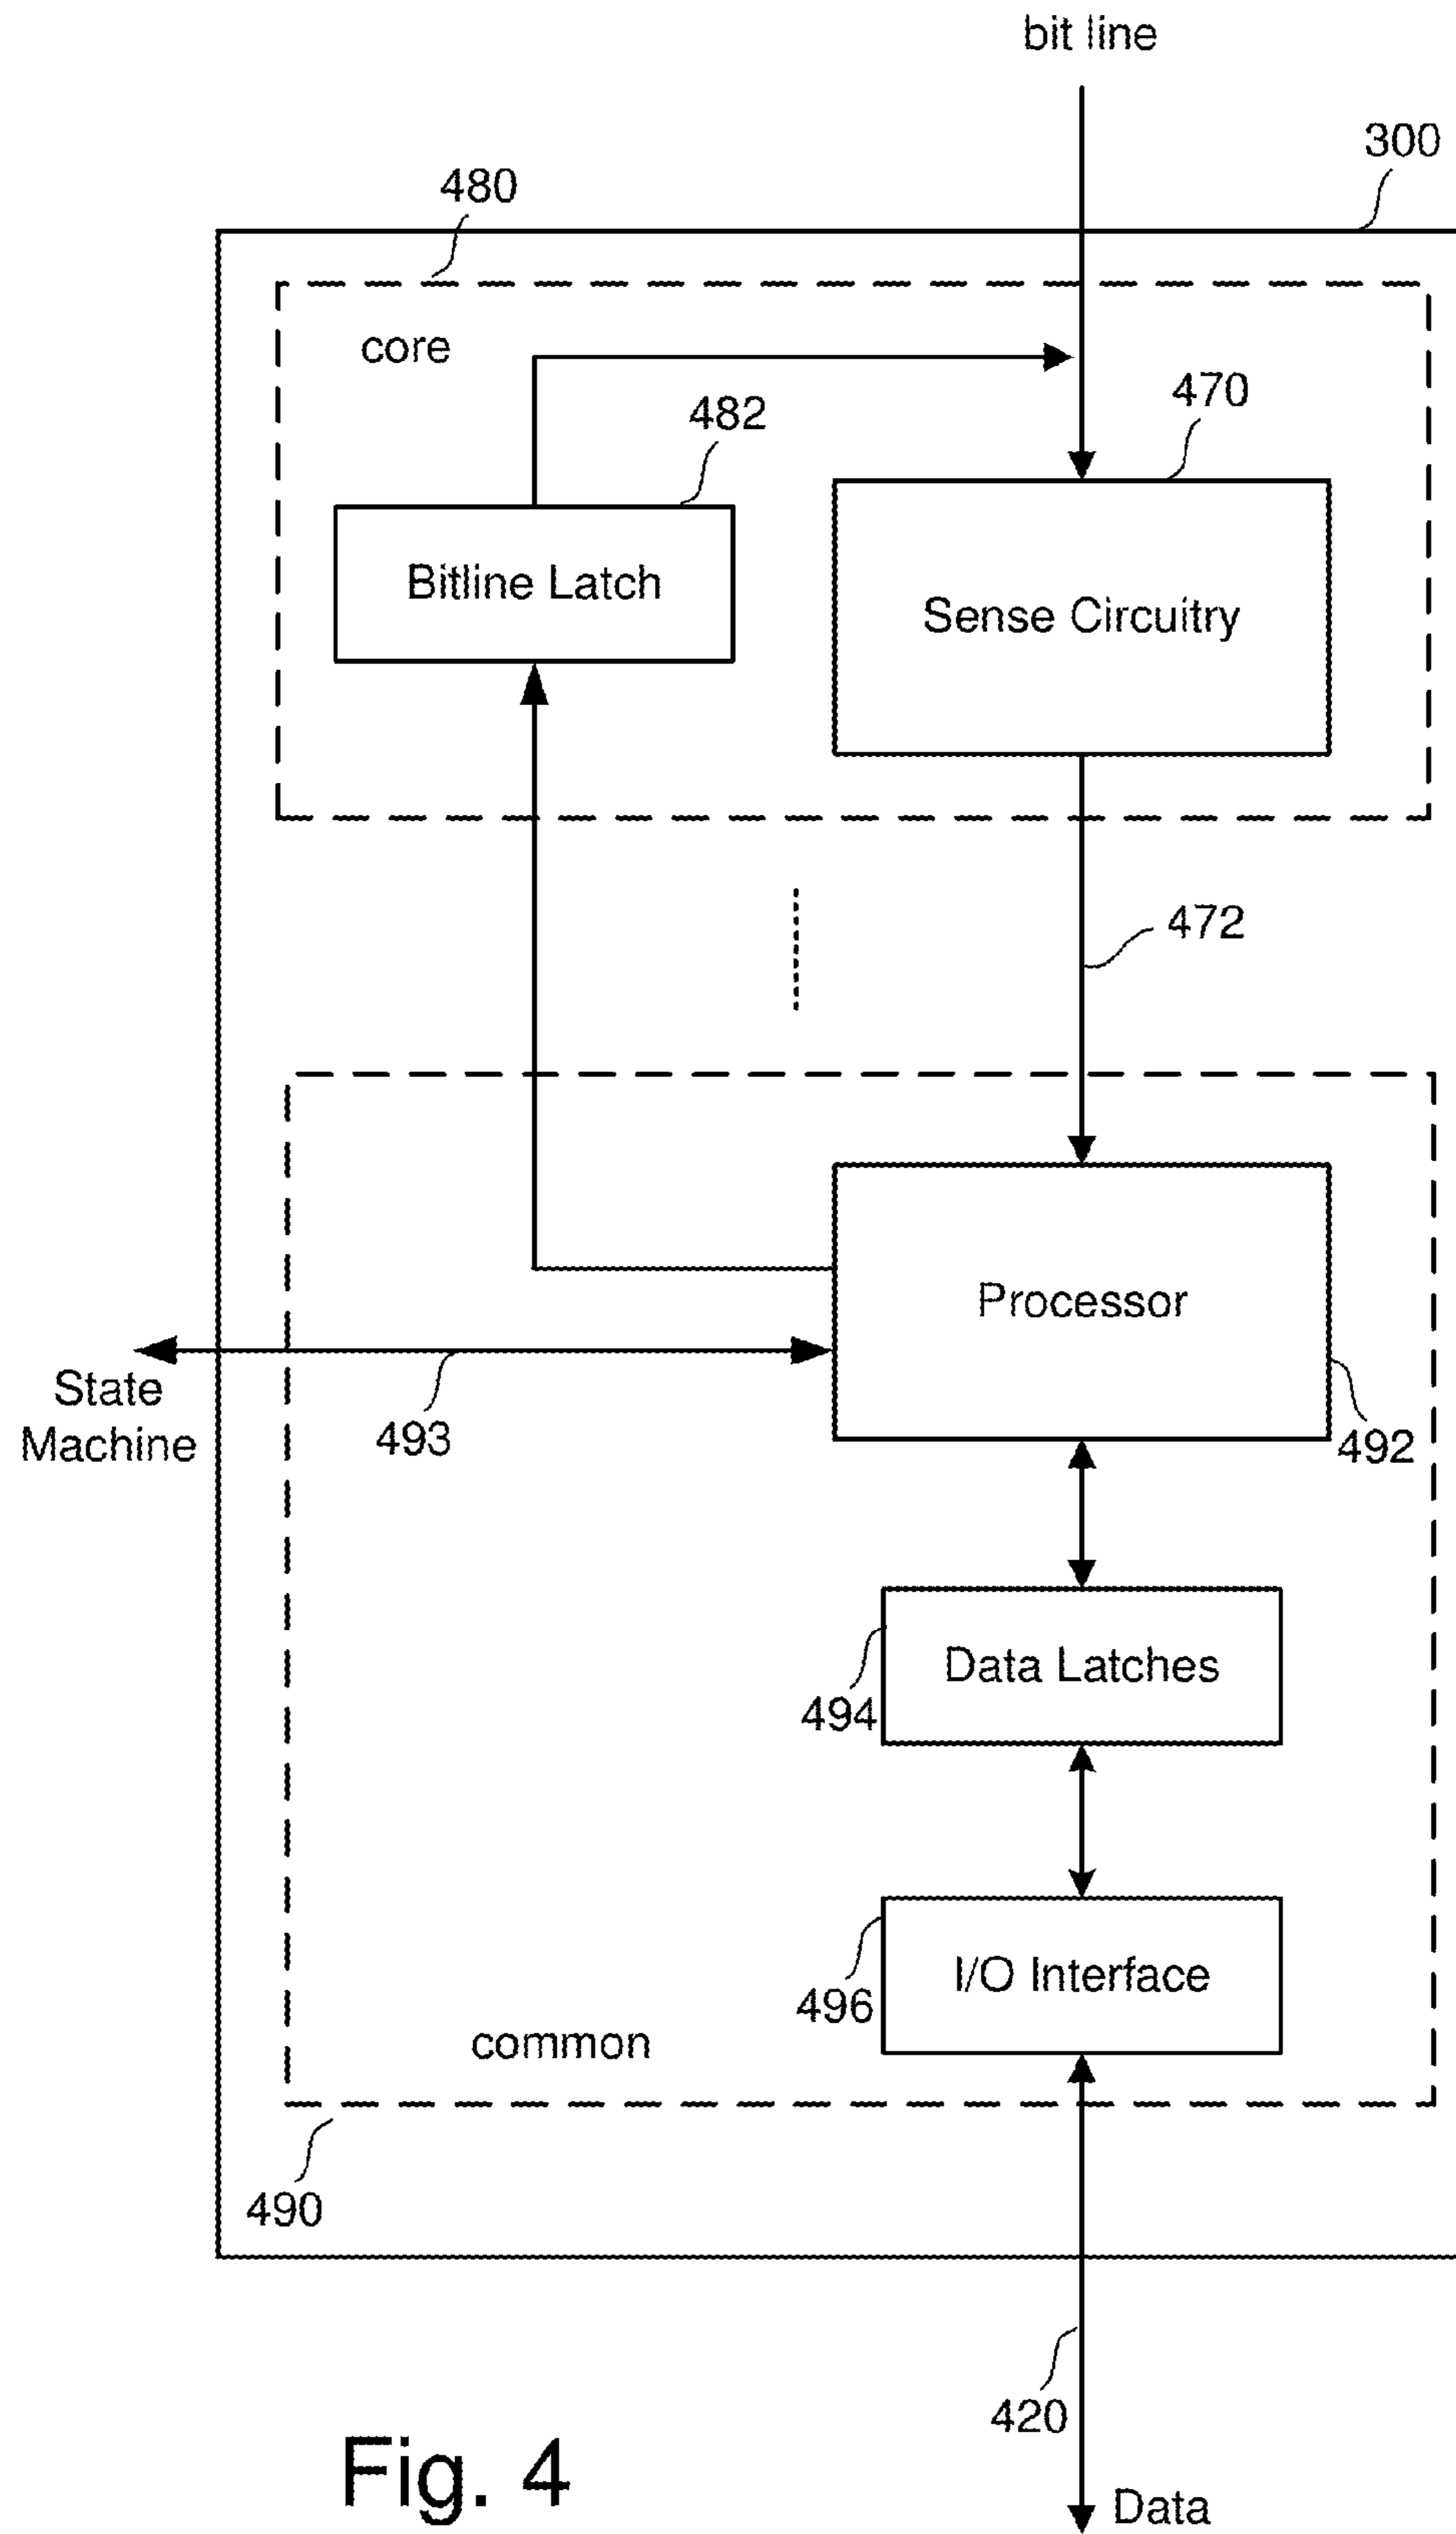 bit line
300
480
core
470
482
Bitline Latch
Sense Circuitry
472
Processor
State
Machine
493
492
Data Latches
494
I/O Interface
496
common
490
420
Fig. 4
Data